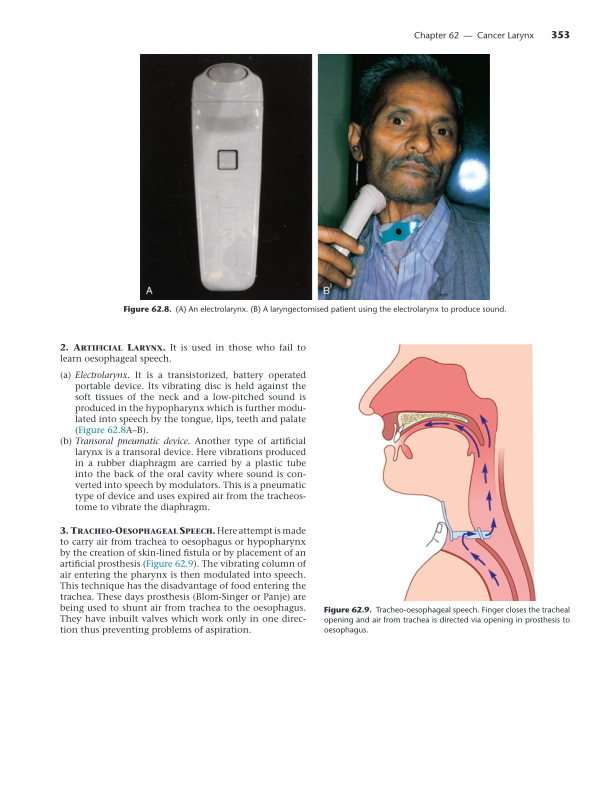 Chapter 62 — Cancer Larynx 353
A
B
Figure 62.8. (A) An electrolarynx. (B) A laryngectomised patient using the electrolarynx to produce sound.
2. Artificial Larynx. It is used in those who fail to
learn oesophageal speech.
(a) Electrolarynx. It is a transistorized, battery operated
portable device. Its vibrating disc is held against the
soft tissues of the neck and a low-pitched sound is
produced in the hypopharynx which is further modu-
lated into speech by the tongue, lips, teeth and palate
(Figure 62.8A–B).
(b) Transoral pneumatic device. Another type of artificial
larynx is a transoral device. Here vibrations produced
in a rubber diaphragm are carried by a plastic tube
into the back of the oral cavity where sound is con-
verted into speech by modulators. This is a pneumatic
type of device and uses expired air from the tracheos-
tome to vibrate the diaphragm.
3. Tracheo-Oesophageal Speech. Here attempt is made
to carry air from trachea to oesophagus or hypopharynx
by the creation of skin-lined fistula or by placement of an
artificial prosthesis (Figure 62.9). The vibrating column of
air entering the pharynx is then modulated into speech.
This technique has the disadvantage of food entering the
trachea. These days prosthesis (Blom-Singer or Panje) are
being used to shunt air from trachea to the oesophagus.
They have inbuilt valves which work only in one direc-
tion thus preventing problems of aspiration.
Figure 62.9. Tracheo-oesophageal speech. Finger closes the tracheal
opening and air from trachea is directed via opening in prosthesis to
oesophagus.